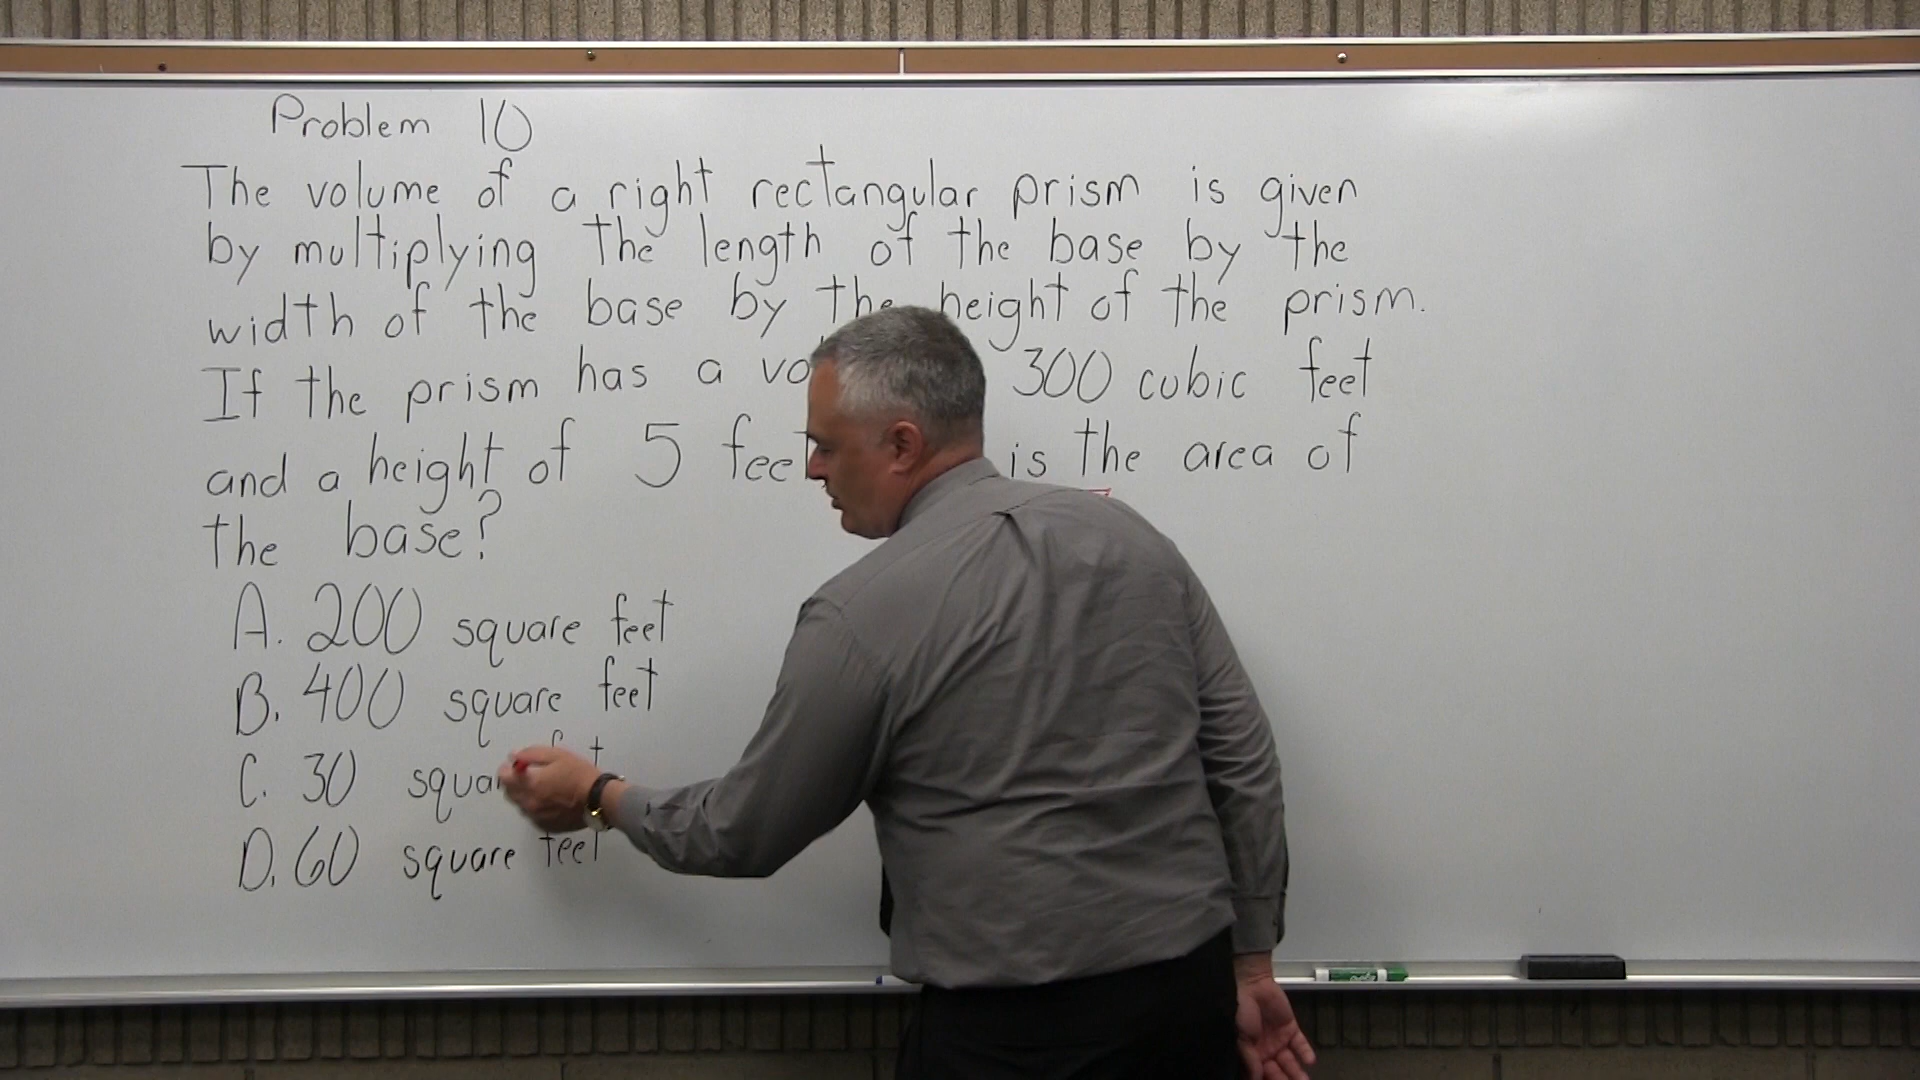 Problem 10
The volume of a right rectangular prism is given
by multiplying the length of the base by the
width of the base by the height of the prism.
If the prism has a 300 cubic feet
and a height of 5 feet is the area of
the base?
A. 200 square feet
B. 400 square feet
C. 30
D. 60 square feet